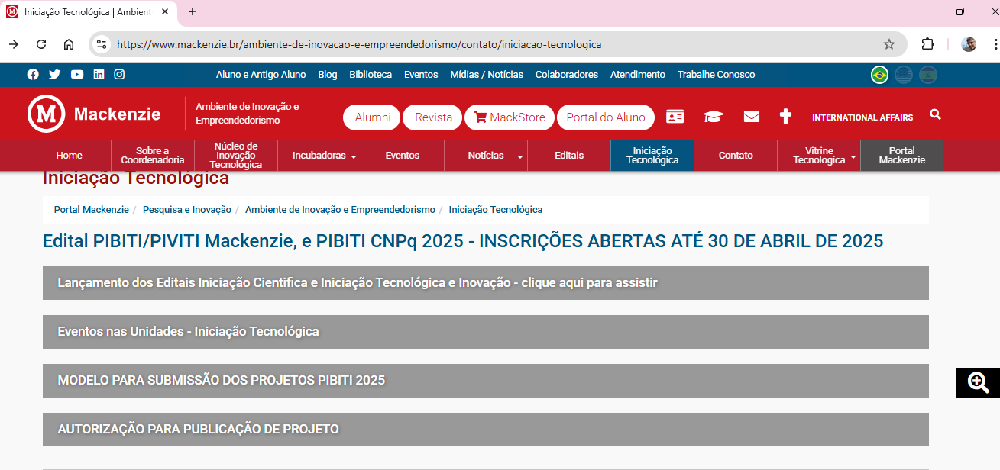 Iniciação Tecnológica | Ambient
https://www.mackenzie.br/ambiente-de-inovacao-e-empreendedorismo/contato/iniciacao-tecnologica
Aluno e Antigo Aluno Blog Biblioteca Eventos Mídias / Notícias Colaboradores Atendimento Trabalhe Conosco
M Mackenzie
Ambiente de Inovação e
Empreendedorismo
Alumni Revista MackStore Portal do Aluno INTERNATIONAL AFFAIRS
Home
Sobre a
Coordenadoria
Núcleo de
Inovação
Tecnológica
Incubadoras
Eventos
Notícias
Editais
Iniciação
Tecnológica
Contato
Vitrine
Tecnologica
Portal
Mackenzie
Iniciação Tecnológica
Portal Mackenzie / Pesquisa e Inovação / Ambiente de Inovação e Empreendedorismo / Iniciação Tecnológica
Edital PIBITI/PIVITI Mackenzie, e PIBITI CNPq 2025 - INSCRIÇÕES ABERTAS ATÉ 30 DE ABRIL DE 2025
Lançamento dos Editais Iniciação Cientifica e Iniciação Tecnológica e Inovação - clique aqui para assistir
Eventos nas Unidades - Iniciação Tecnológica
MODELO PARA SUBMISSÃO DOS PROJETOS PIBITI 2025
AUTORIZAÇÃO PARA PUBLICAÇÃO DE PROJETO